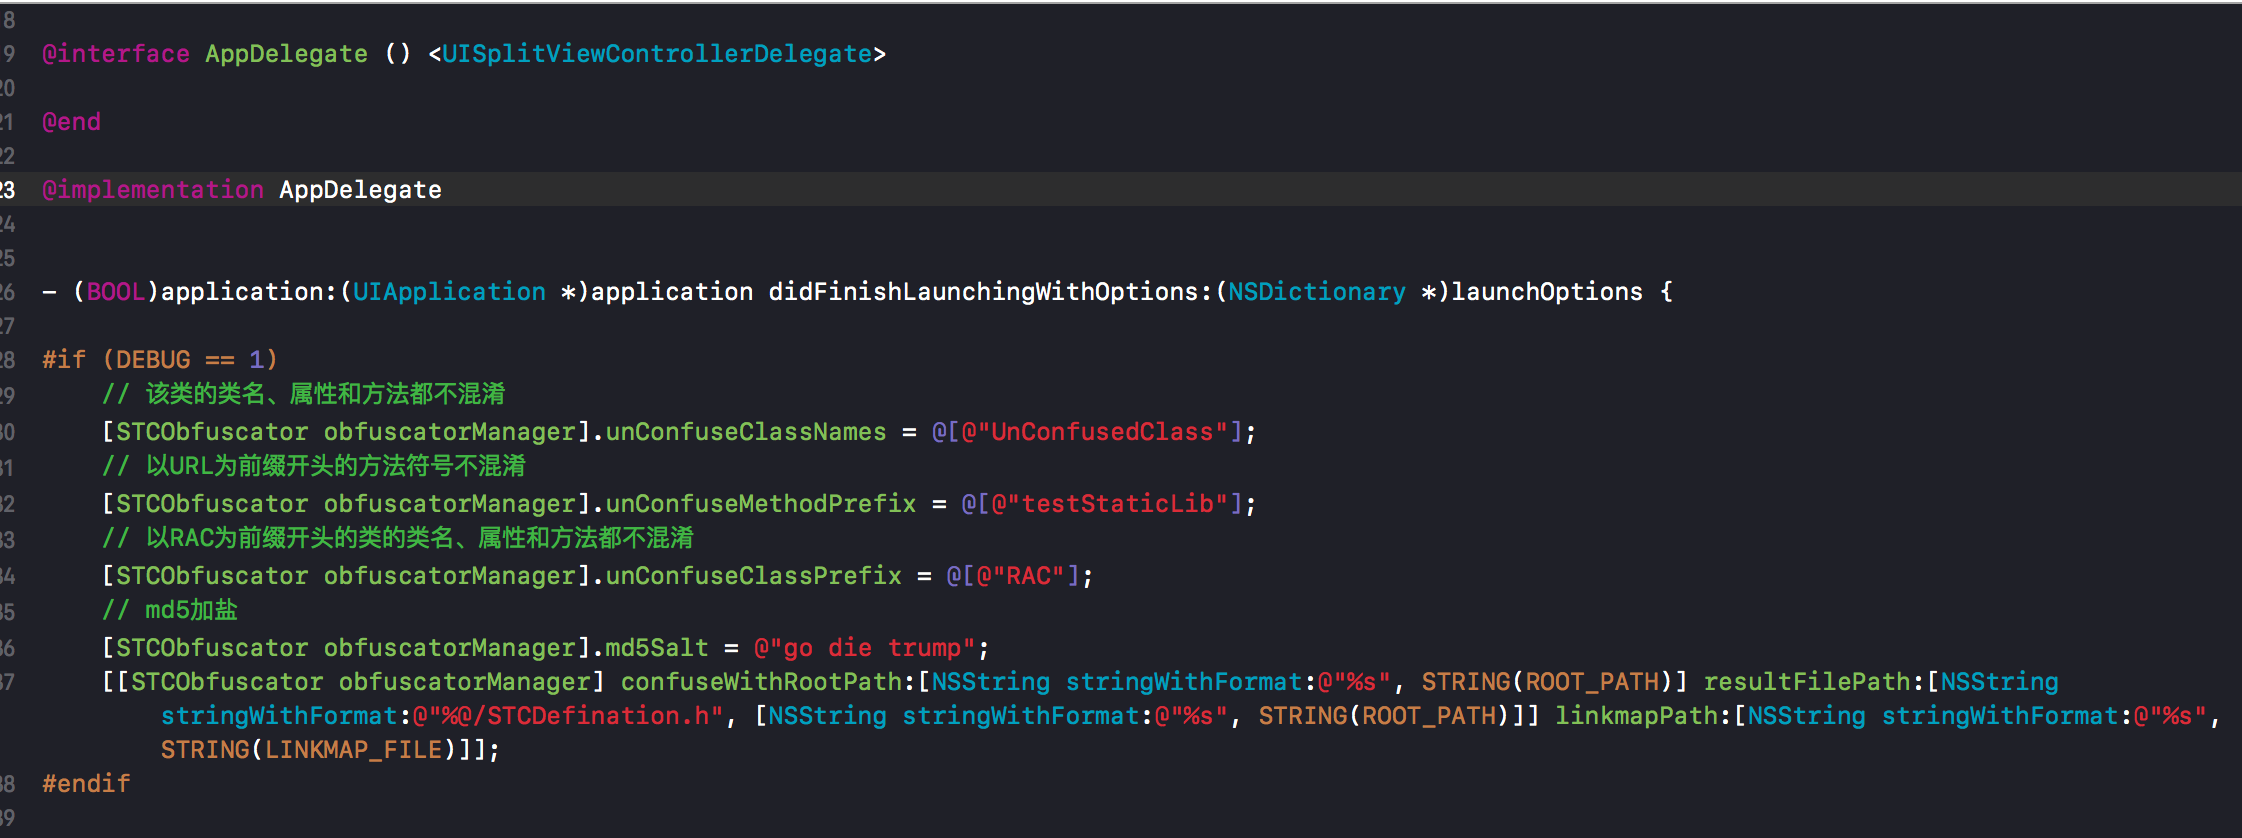 8
9 @interface AppDelegate () <UISplitViewControllerDelegate>
20
21 @end
22
23 @implementation AppDelegate
24
25
26 - (BOOL)application:(UIApplication *)application didFinishLaunchingWithOptions:(NSDictionary *)launchOptions {
27
28 #if (DEBUG == 1)
29 // 该类的类名、属性和方法都不混淆
30 [STCObfuscator obfuscatorManager].unConfuseClassNames = @[@"UnConfusedClass"];
31 // 以URL为前缀开头的方法符号不混淆
32 [STCObfuscator obfuscatorManager].unConfuseMethodPrefix = @[@"testStaticLib"];
33 // 以RAC为前缀开头的类的类名、属性和方法都不混淆
34 [STCObfuscator obfuscatorManager].unConfuseClassPrefix = @[@"RAC"];
35 // md5加盐
36 [STCObfuscator obfuscatorManager].md5Salt = @"go die trump";
37 [[STCObfuscator obfuscatorManager] confuseWithRootPath:[NSString stringWithFormat:@"%s", STRING(ROOT_PATH)] resultFilePath:[NSString
stringWithFormat:@"%@/STCDefination.h", [NSString stringWithFormat:@"%s", STRING(ROOT_PATH)]] linkmapPath:[NSString stringWithFormat:@"%s",
STRING(LINKMAP_FILE)]];
38 #endif
39